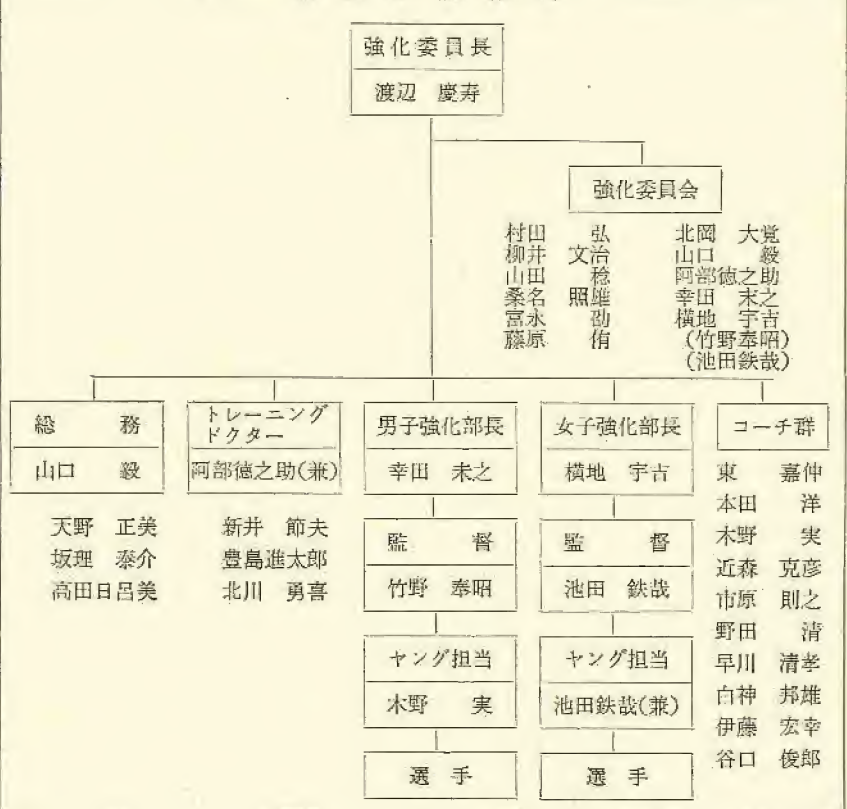 強化委員長
渡辺 慶寿
強化委員会
村田 弘
柳井 文治
山田 稔
桑名 照雄
冨永 劭
藤原 侑
北岡 大覚
山口 毅
阿部徳之助
幸田 末之
横地 宇吉
(竹野奉昭)
(池田鉄哉)
総務
山口 毅
天野 正美
坂理 泰介
高田日呂美
トレーニング
ドクター
阿部徳之助(兼)
新井 節夫
豊島進太郎
北川 勇喜
男子強化部長
幸田 末之
監督
竹野 奉昭
ヤング担当
木野 実
選手
女子強化部長
横地 宇吉
監督
池田 鉄哉
ヤング担当
池田鉄哉(兼)
選手
コーチ群
東 嘉伸
本田 洋
木野 実
近森 克彦
市原 則之
野田 清
早川 清孝
白神 邦雄
伊藤 宏幸
谷口 俊郎